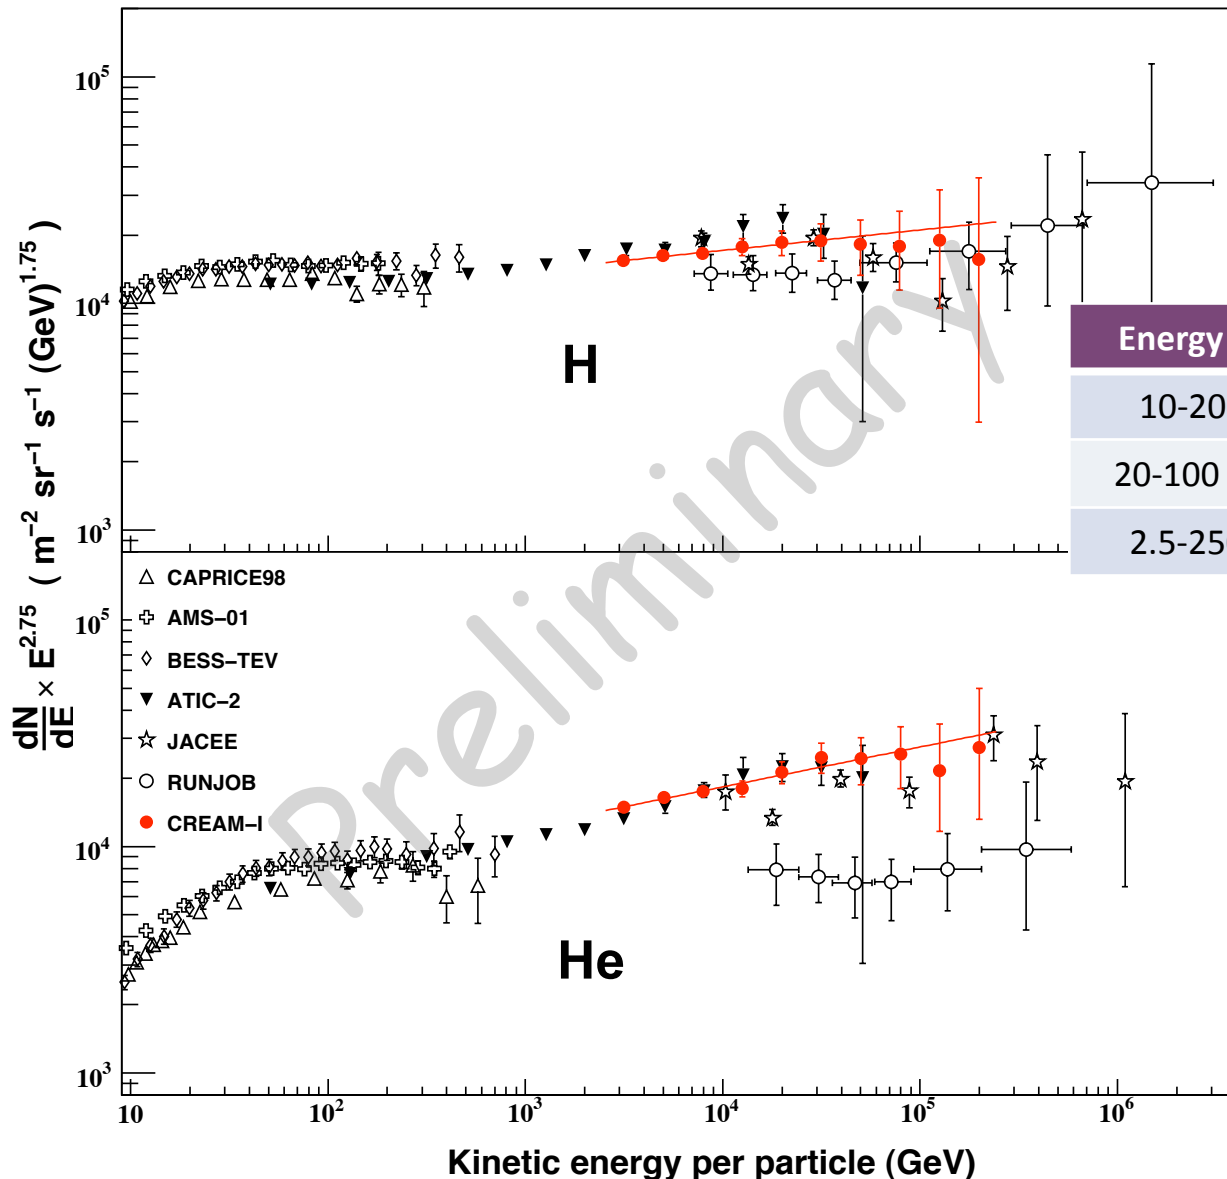 dN/dE × E^2.75 ( m^−2 sr^−1 s^−1 (GeV)^1.75 )
10^5
10^4
10^3
H
Preliminary
Energy
10-20
20-100
2.5-25
CAPRICE98
AMS−01
BESS−TEV
ATIC−2
JACEE
RUNJOB
CREAM−I
10^5
10^4
10^3
He
10
10^2
10^3
10^4
10^5
10^6
Kinetic energy per particle (GeV)